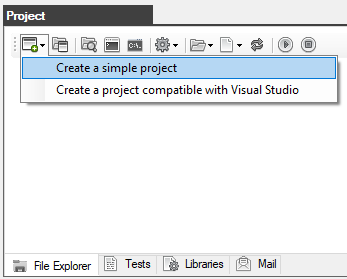 Project
Create a simple project
Create a project compatible with Visual Studio
File Explorer Tests Libraries Mail